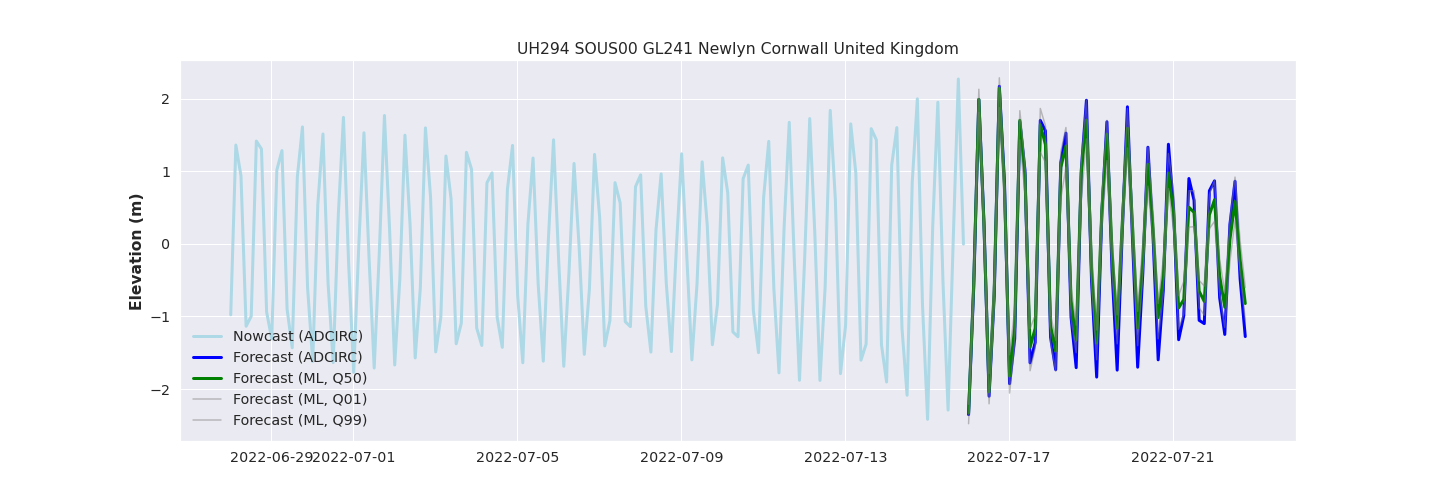 UH294 SOUS00 GL241 Newlyn Cornwall United Kingdom
Elevation (m)
2
1
0
−1
−2
Nowcast (ADCIRC)
Forecast (ADCIRC)
Forecast (ML, Q50)
Forecast (ML, Q01)
Forecast (ML, Q99)
2022-06-29 2022-07-01 2022-07-05 2022-07-09 2022-07-13 2022-07-17 2022-07-21